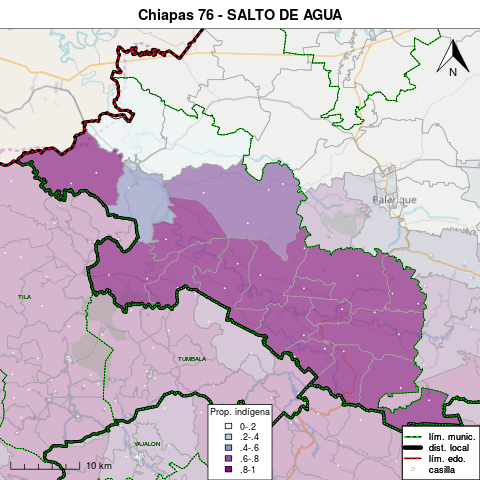 Chiapas 76 - SALTO DE AGUA
N
Palenque
TILA
TUMBALA
YAJALON
Prop. indígena
0-.2
.2-.4
.4-.6
.6-.8
.8-1
lím. munic.
dist. local
lím. edo.
casilla
10 km